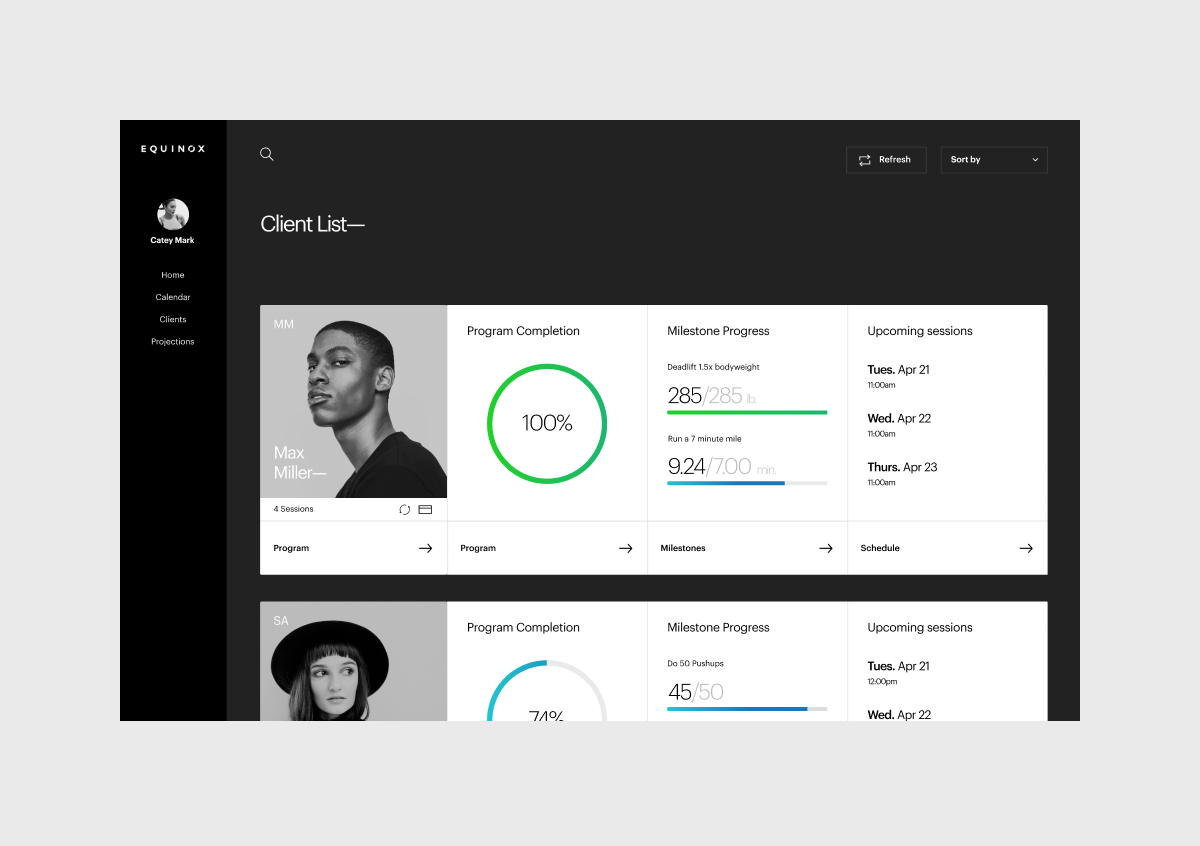 EQUINOX
Catey Mark
Home
Calendar
Clients
Projections
Refresh
Sort by
Client List—
MM
Max
Miller—
4 Sessions
Program
Program Completion
100%
Program
Milestone Progress
Deadlift 1.5x bodyweight
285/285 lb.
Run a 7 minute mile
9.24/7.00 min.
Milestones
Upcoming sessions
Tues. Apr 21
11:00am
Wed. Apr 22
11:00am
Thurs. Apr 23
11:00am
Schedule
SA
Program Completion
74%
Milestone Progress
Do 50 Pushups
45/50
Upcoming sessions
Tues. Apr 21
12:00pm
Wed. Apr 22